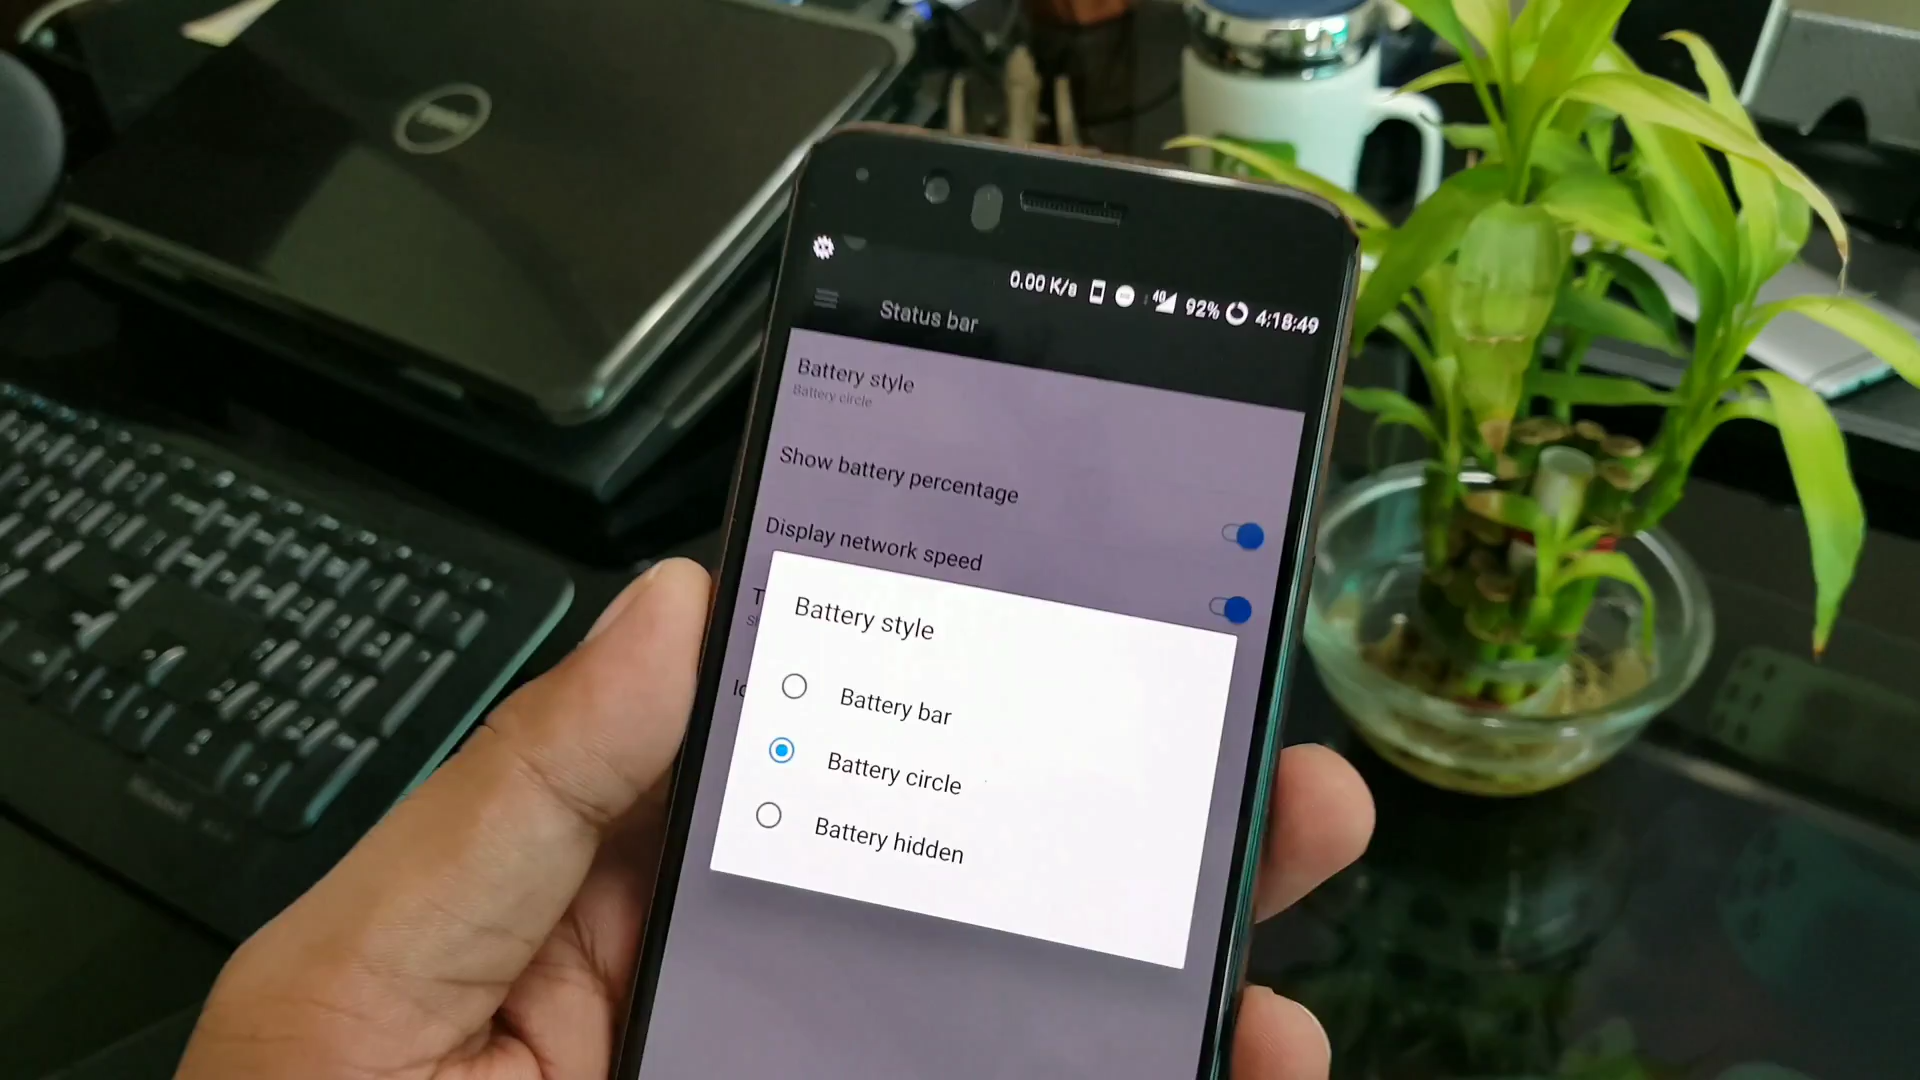 DELL
0.00 K/s 4G 92% 4:18:49
Status bar
Battery style
Battery circle
Show battery percentage
Display network speed
Battery style
Battery bar
Battery circle
Battery hidden